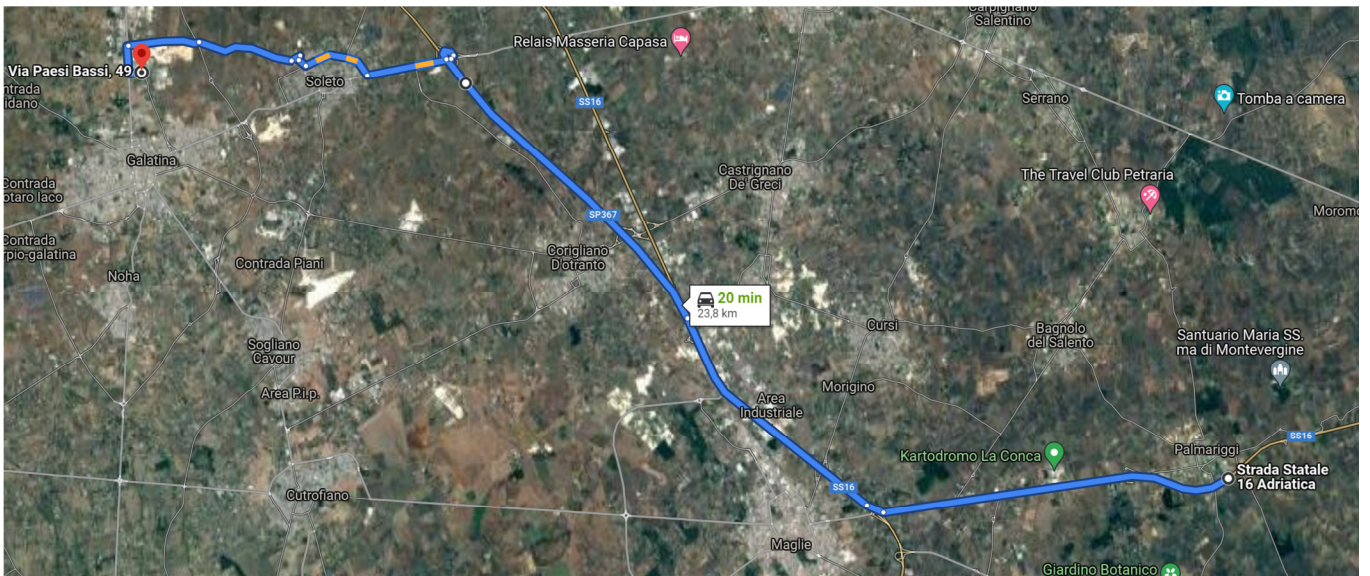 Carpignano
Salentino
Relais Masseria Capasa
Via Paesi Bassi, 49
Soleto
SS16
Serrano
Tomba a camera
Galatina
Castrignano
De' Greci
The Travel Club Petraria
Contrada
SP367
Contrada
rpio-galatina
Corigliano
D'otranto
Contrada Piani
Noha
20 min
23,8 km
Cursi
Bagnolo
del Salento
Santuario Maria SS.
ma di Montevergine
Sogliano
Cavour
Area P.i.p.
Morigino
Area
Industriale
SS16
Palmariggi
Kartodromo La Conca
Strada Statale
16 Adriatica
SS16
Cutrofiano
Maglie
Giardino Botanico